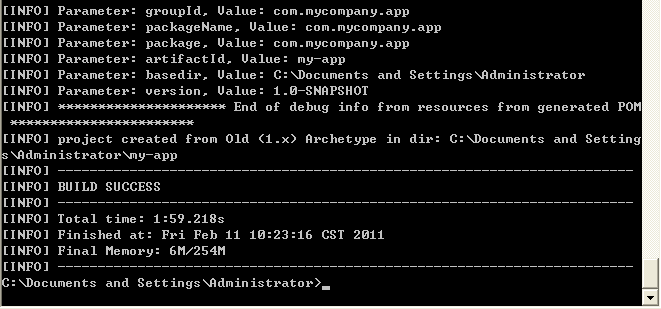 [INFO] Parameter: groupId, Value: com.mycompany.app
[INFO] Parameter: packageName, Value: com.mycompany.app
[INFO] Parameter: package, Value: com.mycompany.app
[INFO] Parameter: artifactId, Value: my-app
[INFO] Parameter: basedir, Value: C:\Documents and Settings\Administrator
[INFO] Parameter: version, Value: 1.0-SNAPSHOT
[INFO] ********************* End of debug info from resources from generated POM
 ***********************
[INFO] project created from Old (1.x) Archetype in dir: C:\Documents and Setting
s\Administrator\my-app
[INFO] ------------------------------------------------------------------------
[INFO] BUILD SUCCESS
[INFO] ------------------------------------------------------------------------
[INFO] Total time: 1:59.218s
[INFO] Finished at: Fri Feb 11 10:23:16 CST 2011
[INFO] Final Memory: 6M/254M
[INFO] ------------------------------------------------------------------------
C:\Documents and Settings\Administrator>_